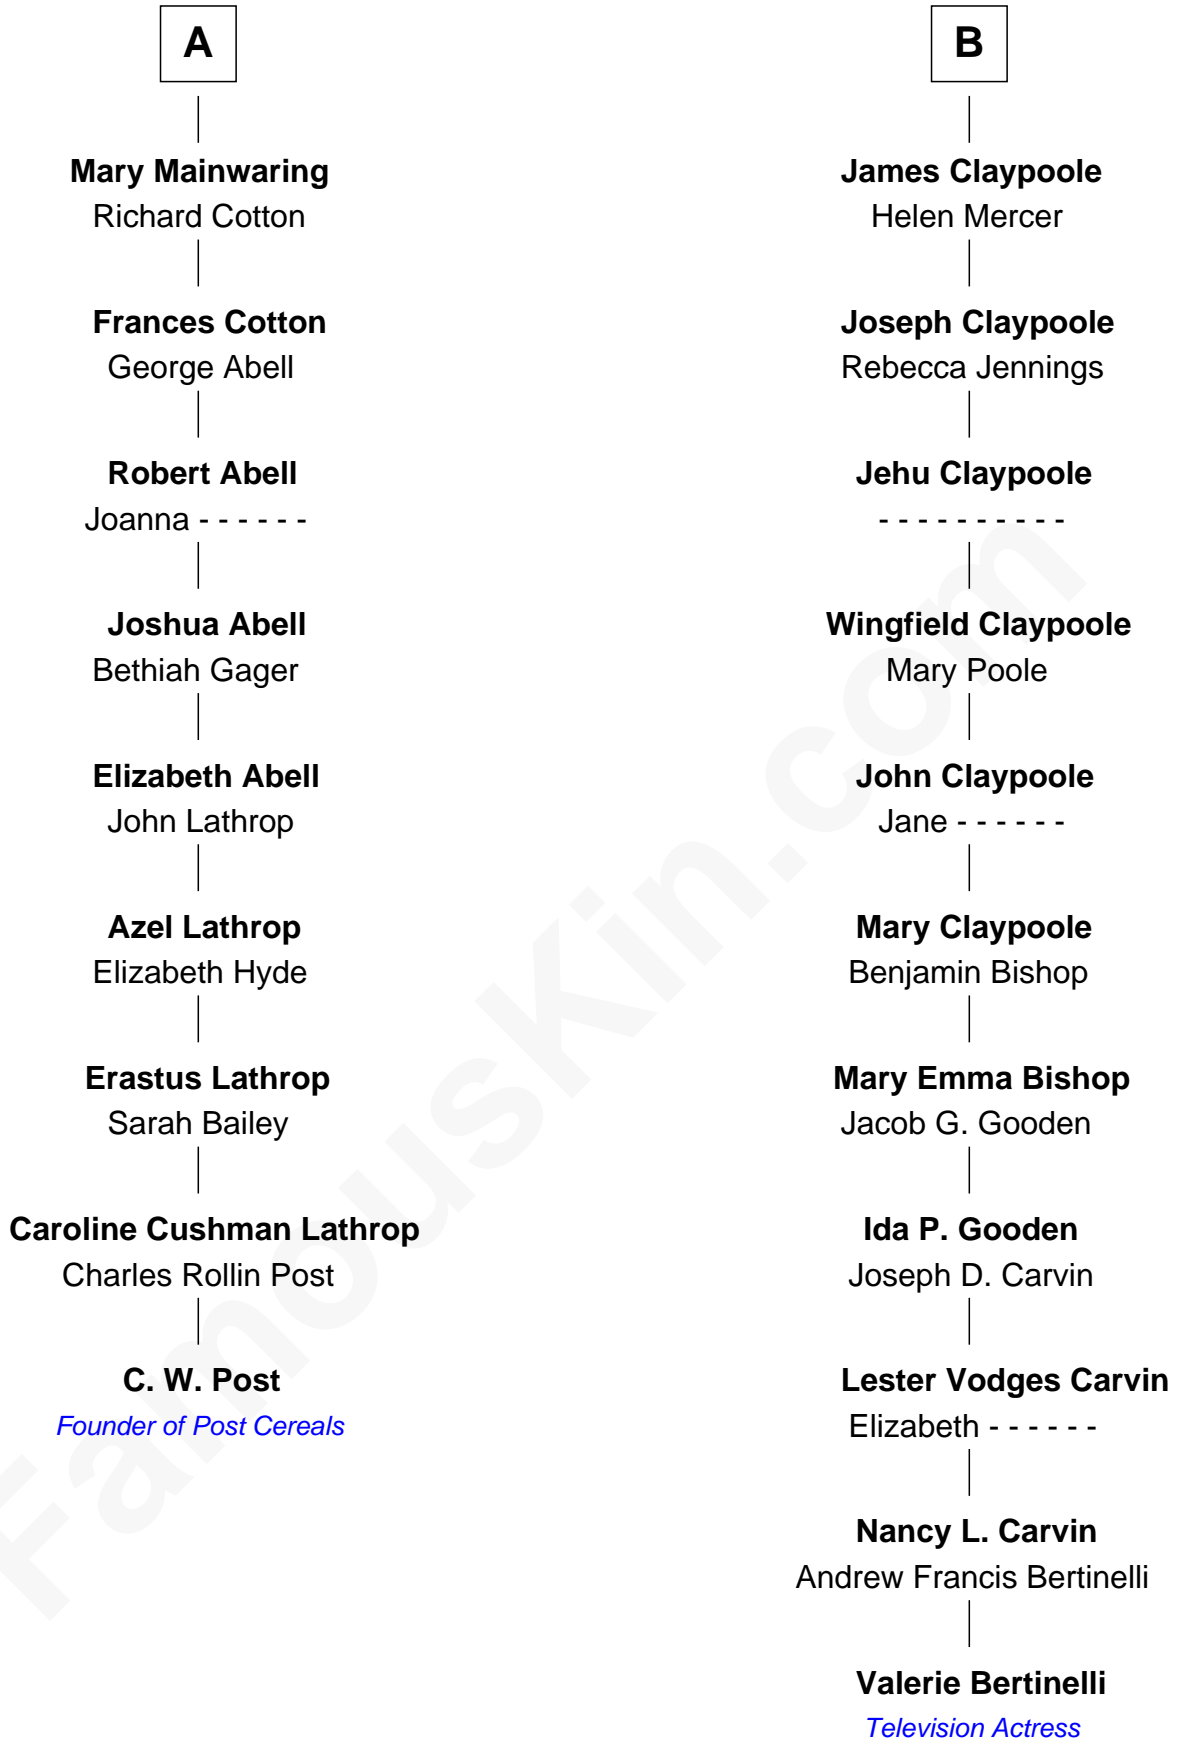 A
Mary Mainwaring
Richard Cotton
Frances Cotton
George Abell
Robert Abell
Joanna - - - - - -
Joshua Abell
Bethiah Gager
Elizabeth Abell
John Lathrop
Azel Lathrop
Elizabeth Hyde
Erastus Lathrop
Sarah Bailey
Caroline Cushman Lathrop
Charles Rollin Post
C. W. Post
Founder of Post Cereals
B
James Claypoole
Helen Mercer
Joseph Claypoole
Rebecca Jennings
Jehu Claypoole
- - - - - - - - - -
Wingfield Claypoole
Mary Poole
John Claypoole
Jane - - - - - -
Mary Claypoole
Benjamin Bishop
Mary Emma Bishop
Jacob G. Gooden
Ida P. Gooden
Joseph D. Carvin
Lester Vodges Carvin
Elizabeth - - - - - -
Nancy L. Carvin
Andrew Francis Bertinelli
Valerie Bertinelli
Television Actress
FamousKin.com